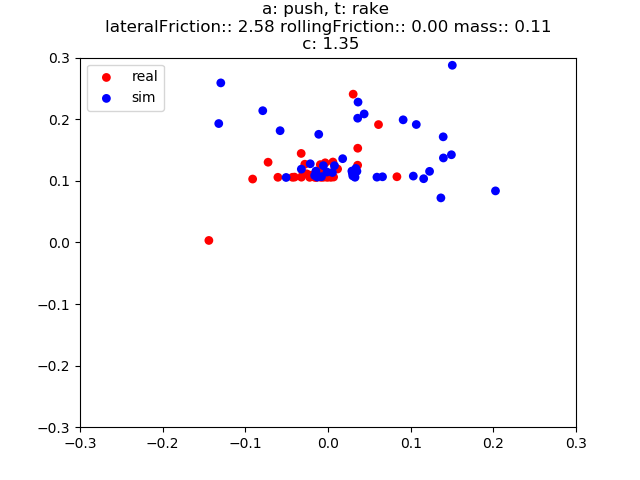 a: push, t: rake
lateralFriction:: 2.58 rollingFriction:: 0.00 mass:: 0.11
c: 1.35
real
sim
0.3
0.2
0.1
0.0
−0.1
−0.2
−0.3
−0.3
−0.2
−0.1
0.0
0.1
0.2
0.3